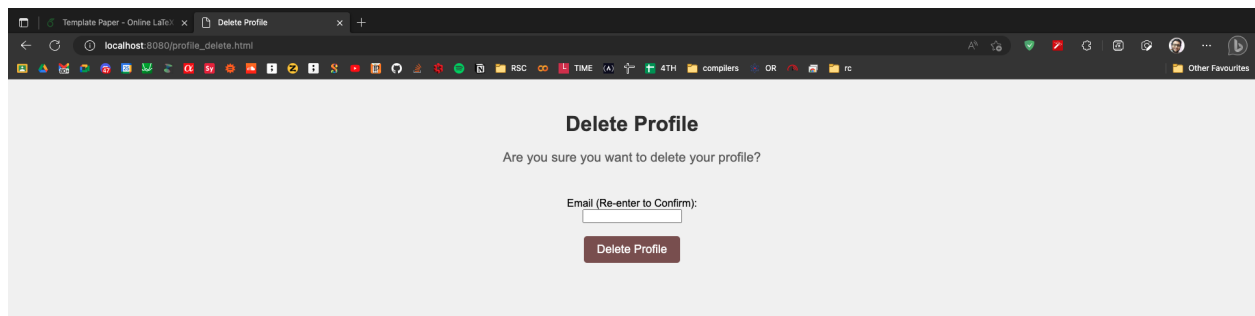 Template Paper - Online LaTeX
Delete Profile
localhost:8080/profile_delete.html
RSC
TIME
4TH
compilers
OR
rc
Other Favourites
Delete Profile
Are you sure you want to delete your profile?
Email (Re-enter to Confirm):
Delete Profile